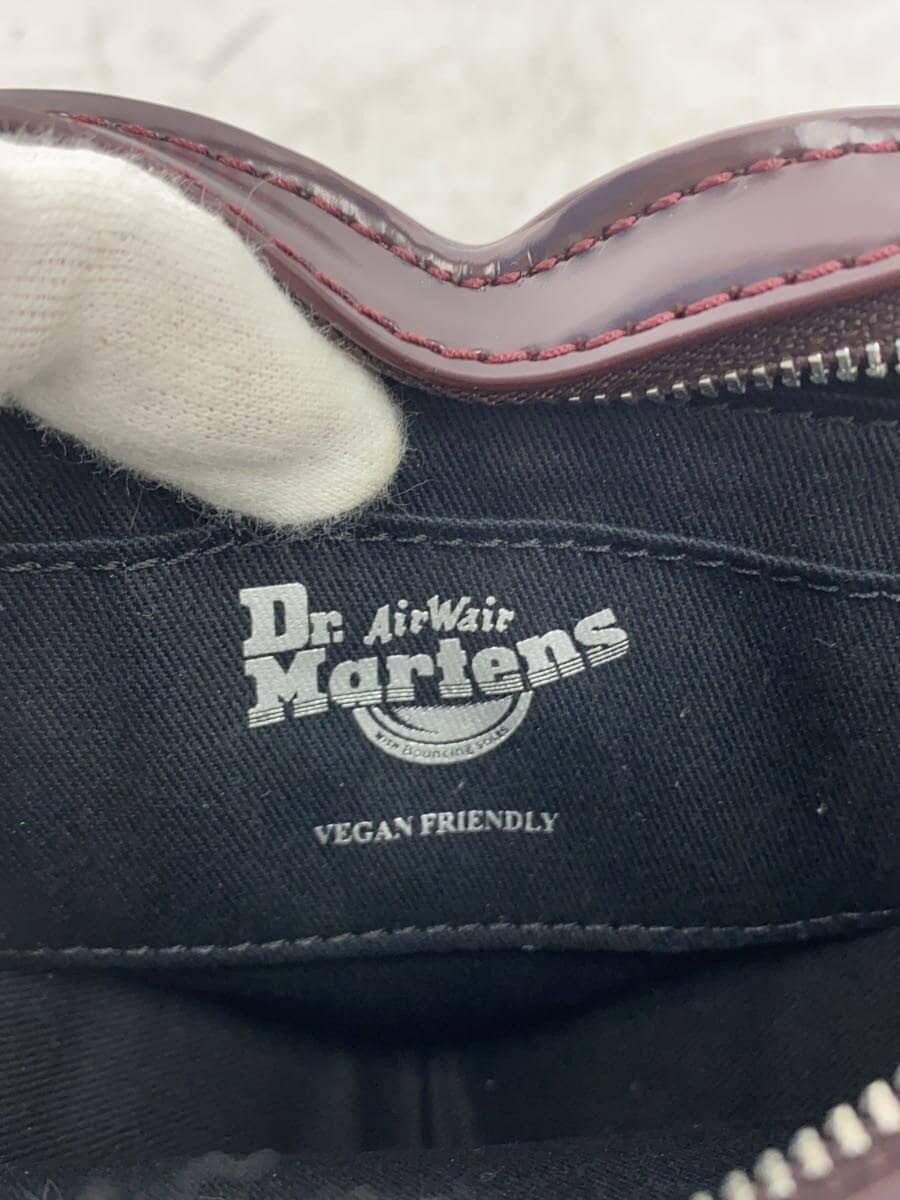 Dr. AirWair
Martens
WITH Bouncing SOLES
VEGAN FRIENDLY